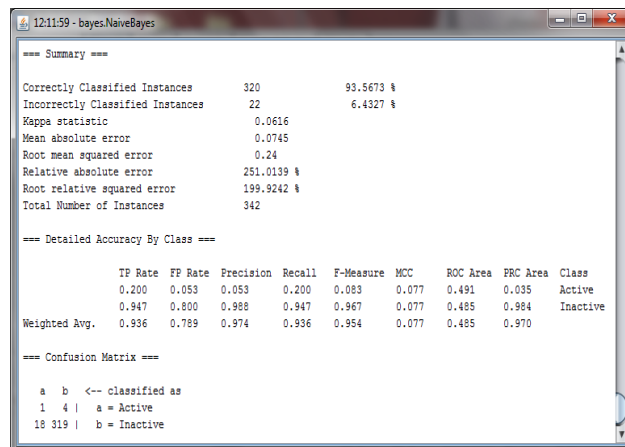 12:11:59 - bayes.NaiveBayes
=== Summary ===
Correctly Classified Instances 320 93.5673 %
Incorrectly Classified Instances 22 6.4327 %
Kappa statistic 0.0616
Mean absolute error 0.0745
Root mean squared error 0.24
Relative absolute error 251.0139 %
Root relative squared error 199.9242 %
Total Number of Instances 342
=== Detailed Accuracy By Class ===
TP Rate FP Rate Precision Recall F-Measure MCC ROC Area PRC Area Class
0.200 0.053 0.053 0.200 0.083 0.077 0.491 0.035 Active
0.947 0.800 0.988 0.947 0.967 0.077 0.485 0.984 Inactive
Weighted Avg. 0.936 0.789 0.974 0.936 0.954 0.077 0.485 0.970
=== Confusion Matrix ===
a b <-- classified as
1 4 | a = Active
18 319 | b = Inactive